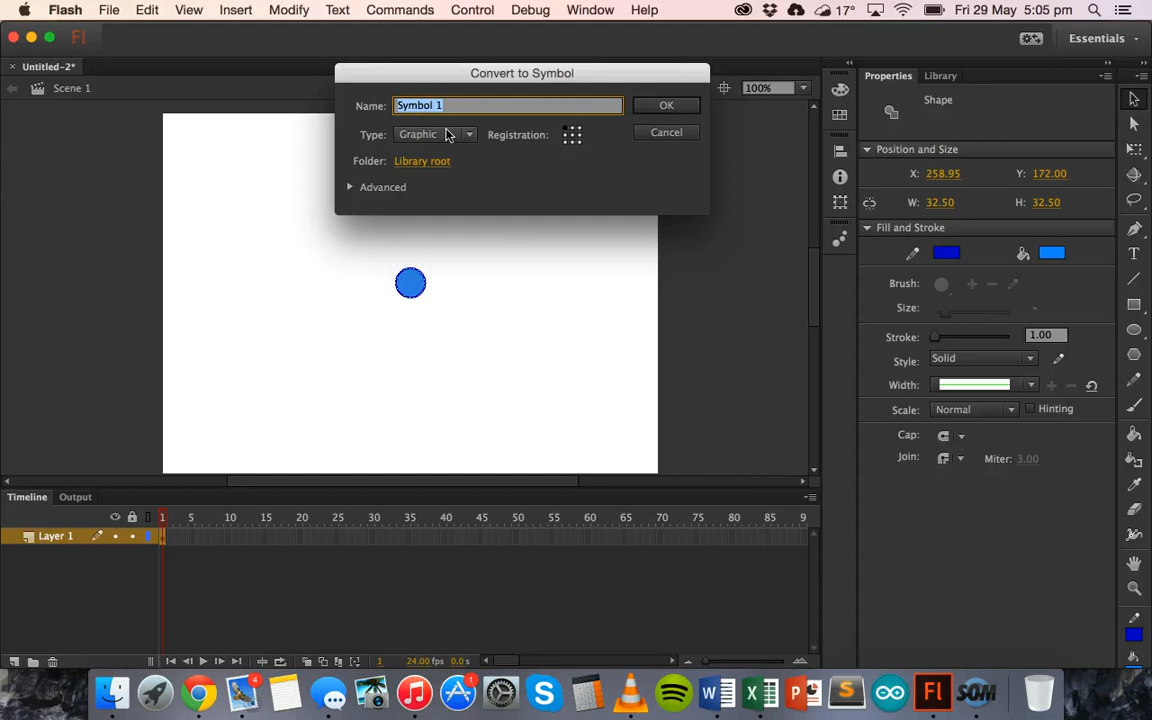 Flash File Edit View Insert Modify Text Commands Control Debug Window Help 17° Fri 29 May 5:05 pm
Fl Essentials
× Untitled-2*
Scene 1 100%
Convert to Symbol
Name: Symbol 1 OK
Type: Graphic Registration: Cancel
Folder: Library root
Advanced
Properties Library
Shape
Position and Size
X: 258.95 Y: 172.00
W: 32.50 H: 32.50
Fill and Stroke
Brush:
Size:
Stroke: 1.00
Style: Solid
Width:
Scale: Normal Hinting
Cap:
Join: Miter: 3.00
Timeline Output
1 5 10 15 20 25 30 35 40 45 50 55 60 65 70 75 80 85 9
Layer 1
1 24.00 fps 0.0 s
4 1 Fl SOM